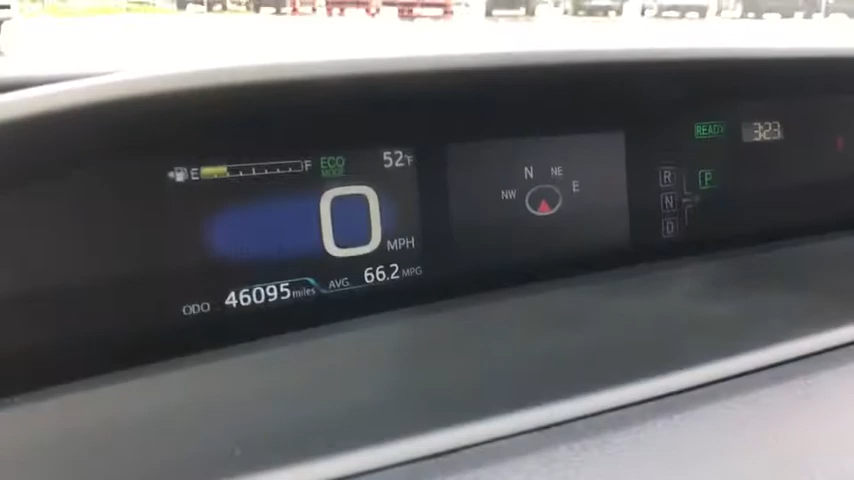 E F ECO MODE 52°F
0 MPH
ODO 46095 miles AVG 66.2 MPG
NW N NE E
READY 3:23
R
N
D
P